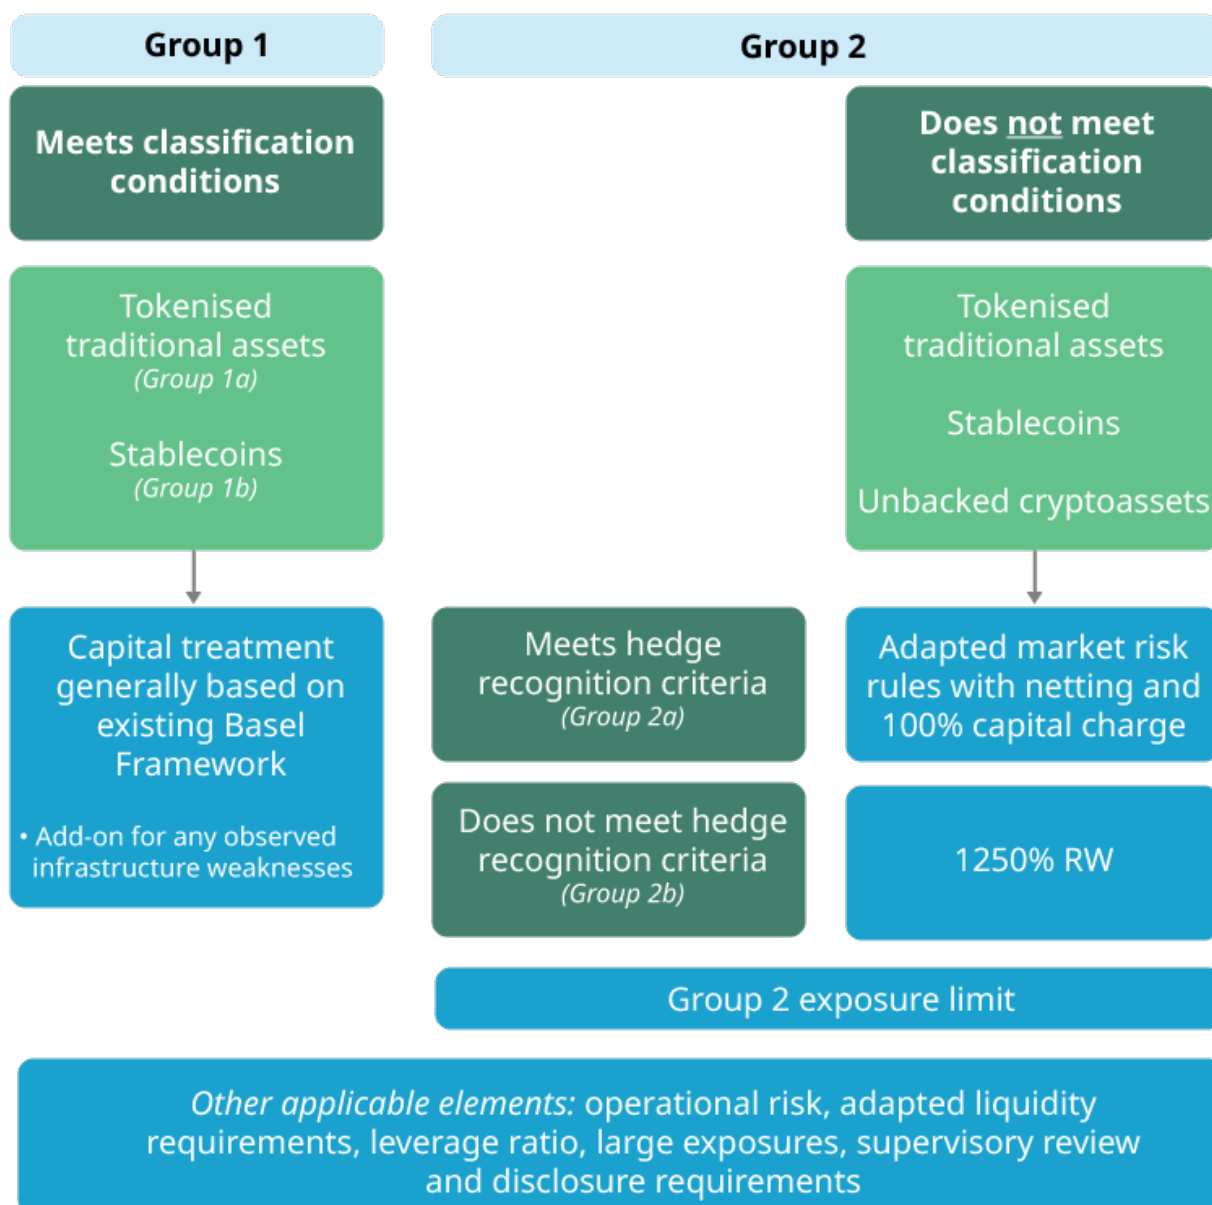 Group 1
Group 2
Meets classification
conditions
Does not meet
classification
conditions
Tokenised
traditional assets
(Group 1a)
Stablecoins
(Group 1b)
Tokenised
traditional assets
Stablecoins
Unbacked cryptoassets
Capital treatment
generally based on
existing Basel
Framework
• Add-on for any observed
infrastructure weaknesses
Meets hedge
recognition criteria
(Group 2a)
Adapted market risk
rules with netting and
100% capital charge
Does not meet hedge
recognition criteria
(Group 2b)
1250% RW
Group 2 exposure limit
Other applicable elements: operational risk, adapted liquidity
requirements, leverage ratio, large exposures, supervisory review
and disclosure requirements